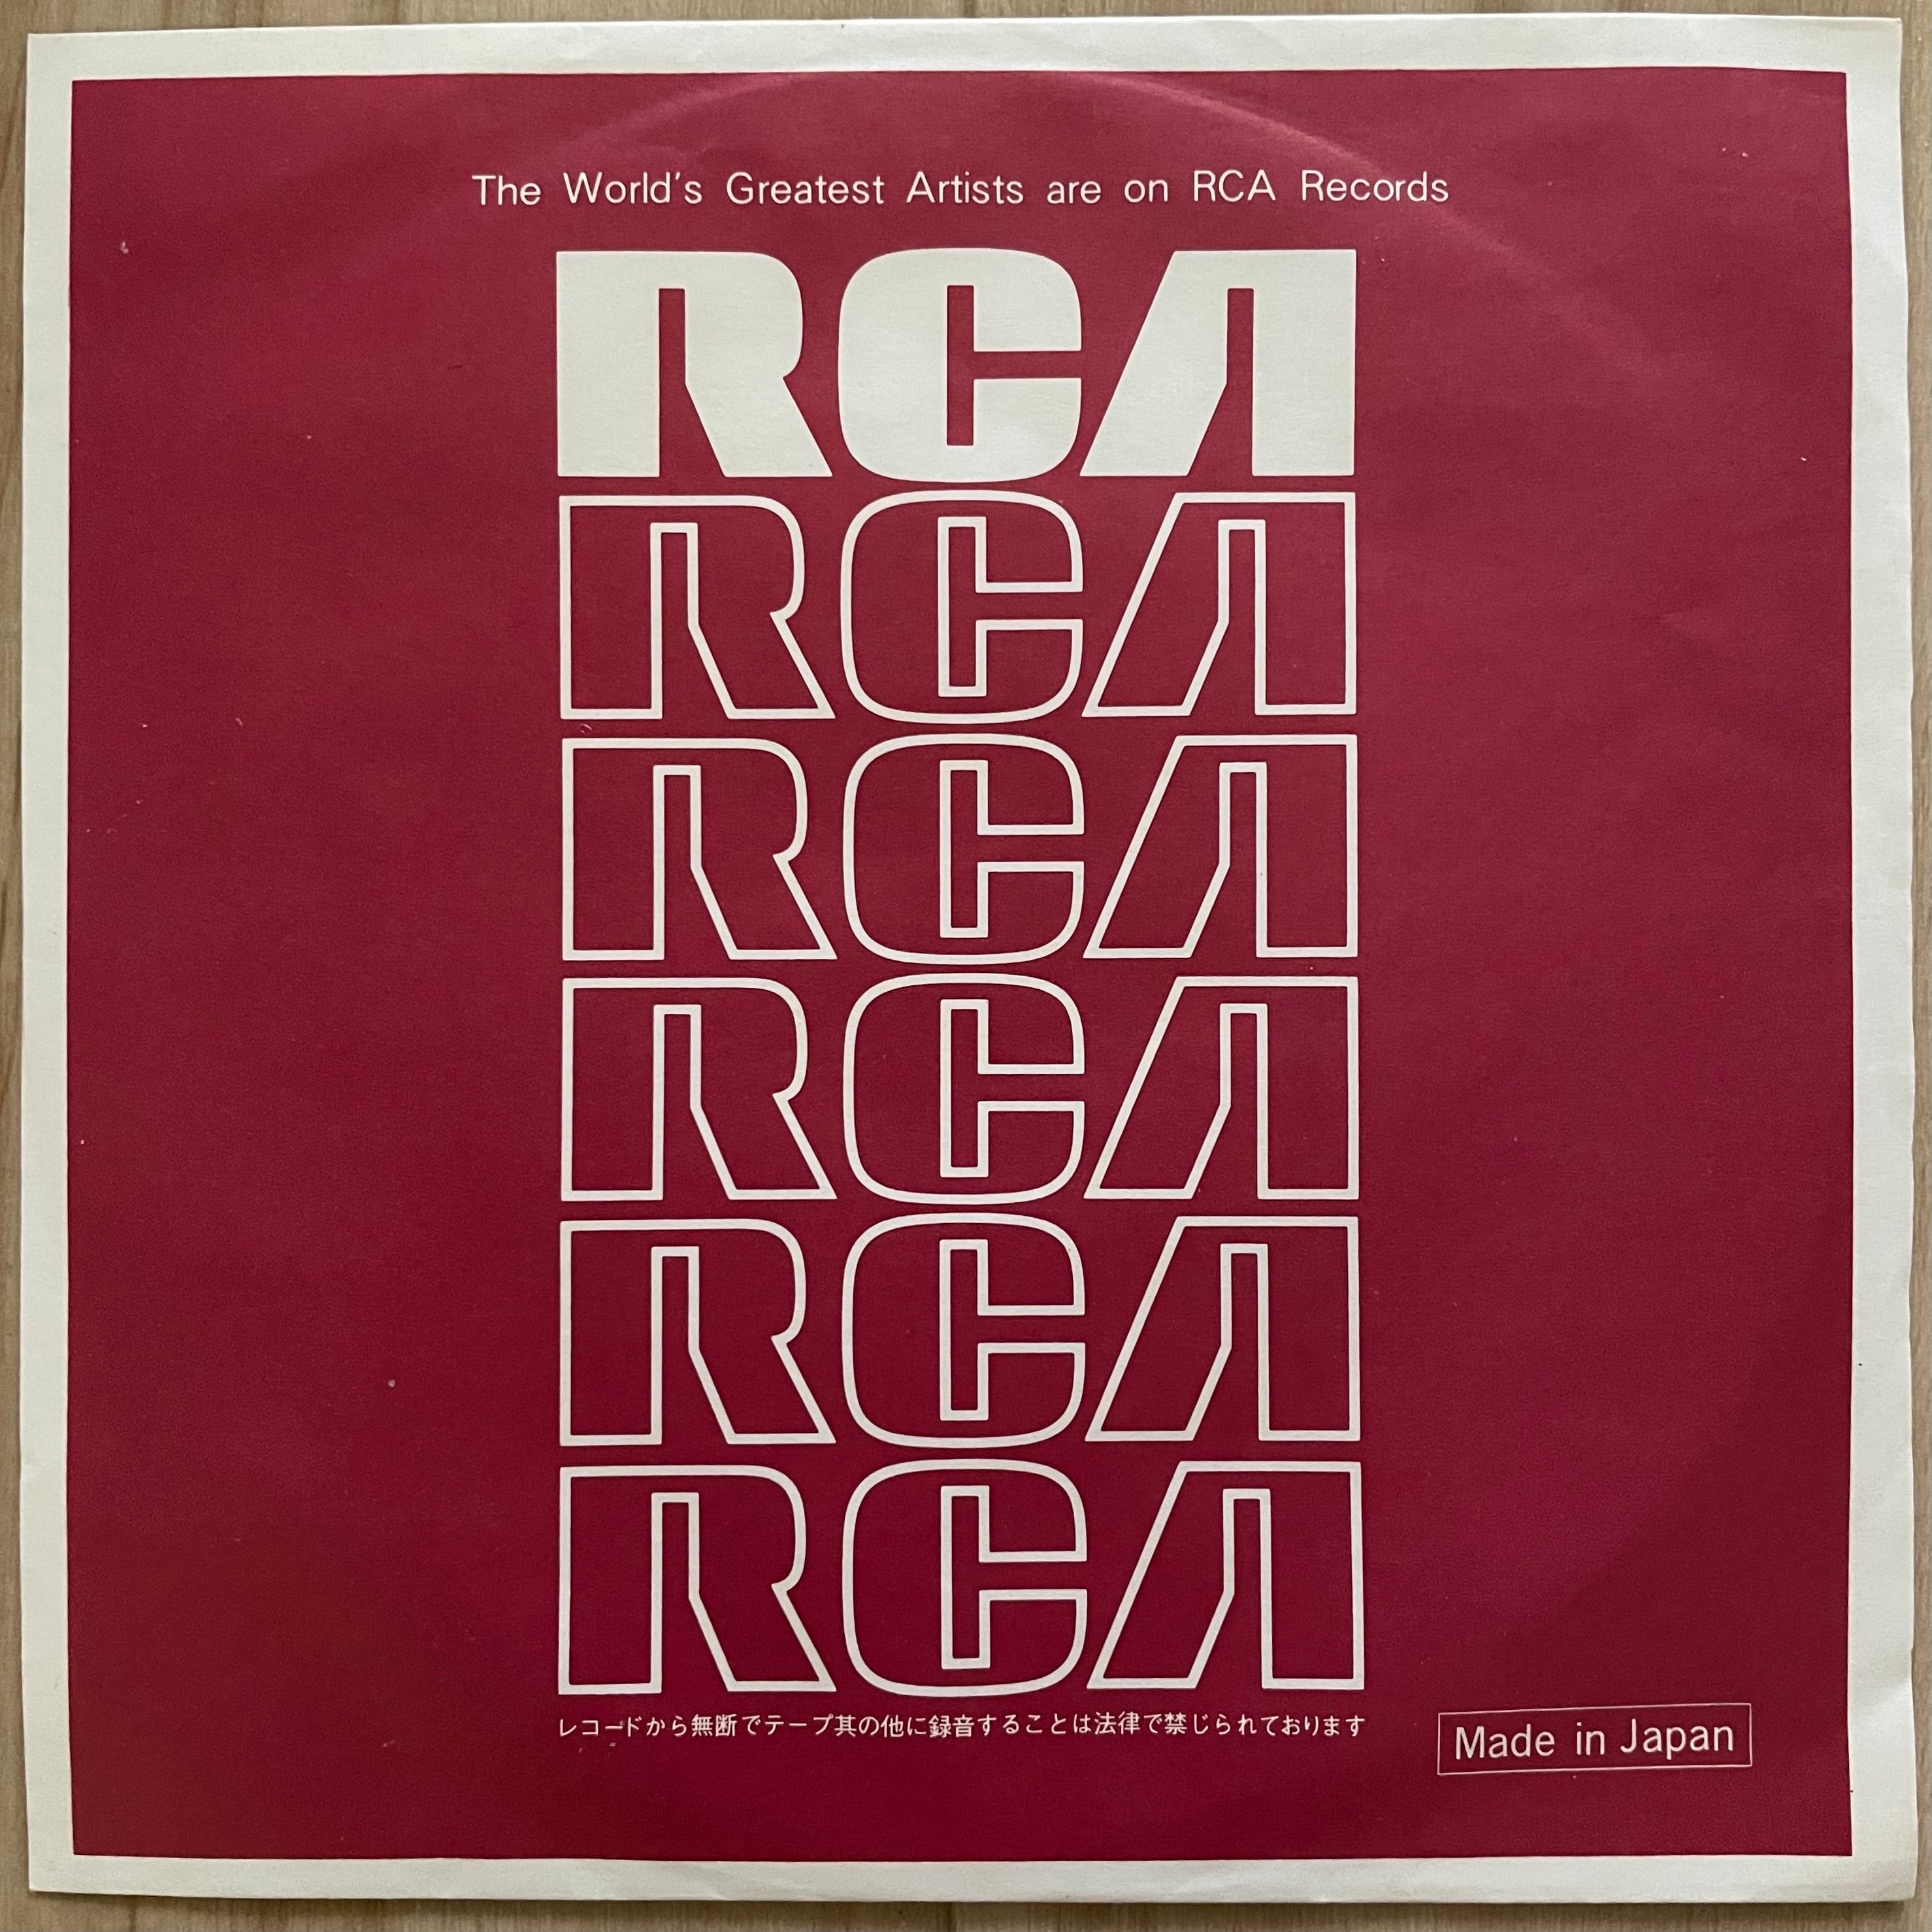 The World's Greatest Artists are on RCA Records
RCA
RCA
RCA
RCA
RCA
RCA
レコードから無断でテープ其の他に録音することは法律で禁じられております
Made in Japan